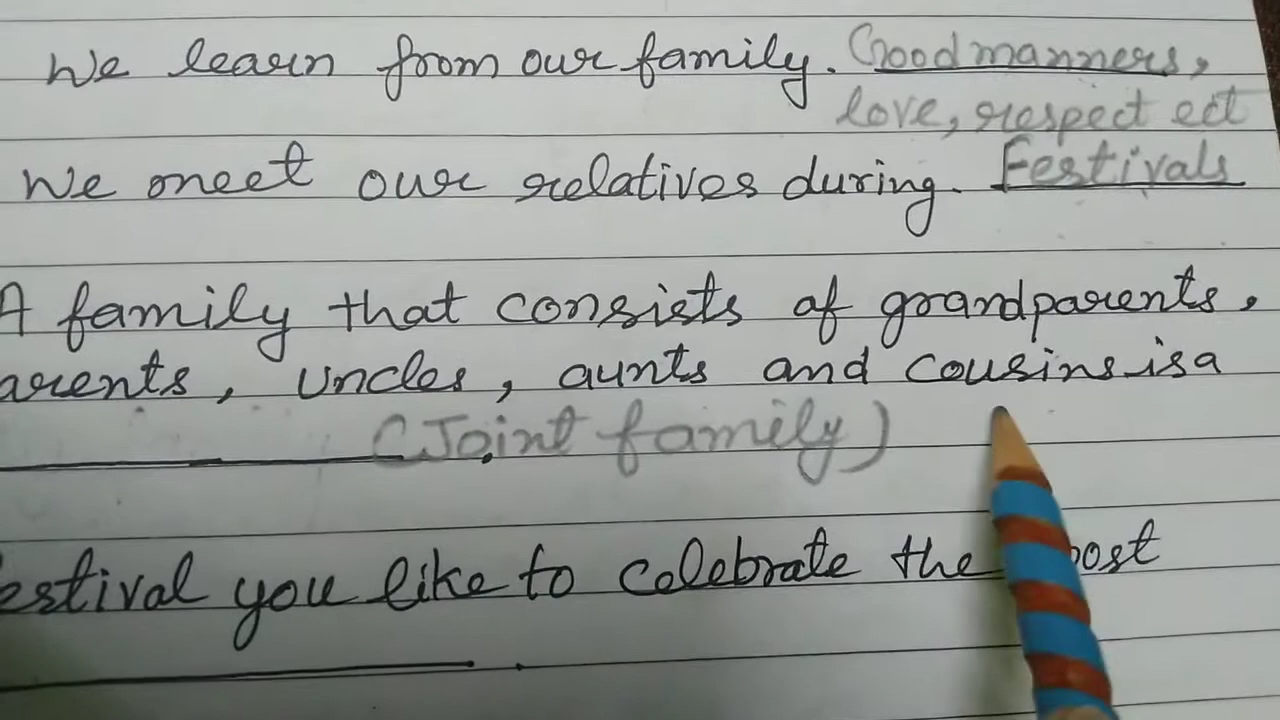 We learn from our family. Good manners,
love, respect ect
We meet our relatives during. Festivals
A family that consists of grandparents,
arents, Uncles, aunts and cousins is a
(Joint family)
estival you like to celebrate the ost